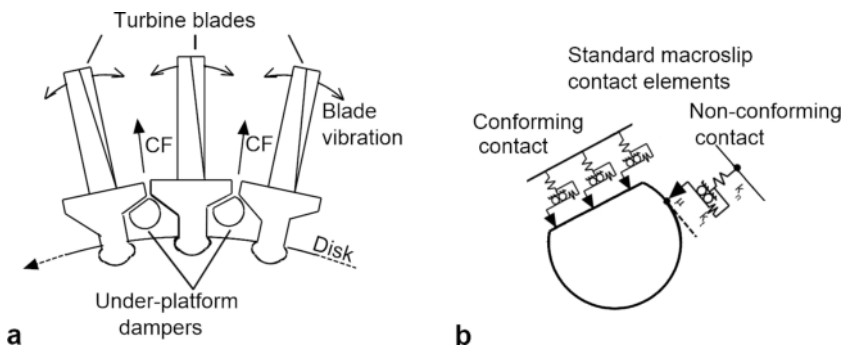 Turbine blades
Blade
vibration
CF
CF
Disk
Under-platform
dampers
a
Standard macroslip
contact elements
Conforming
contact
Non-conforming
contact
μ
b